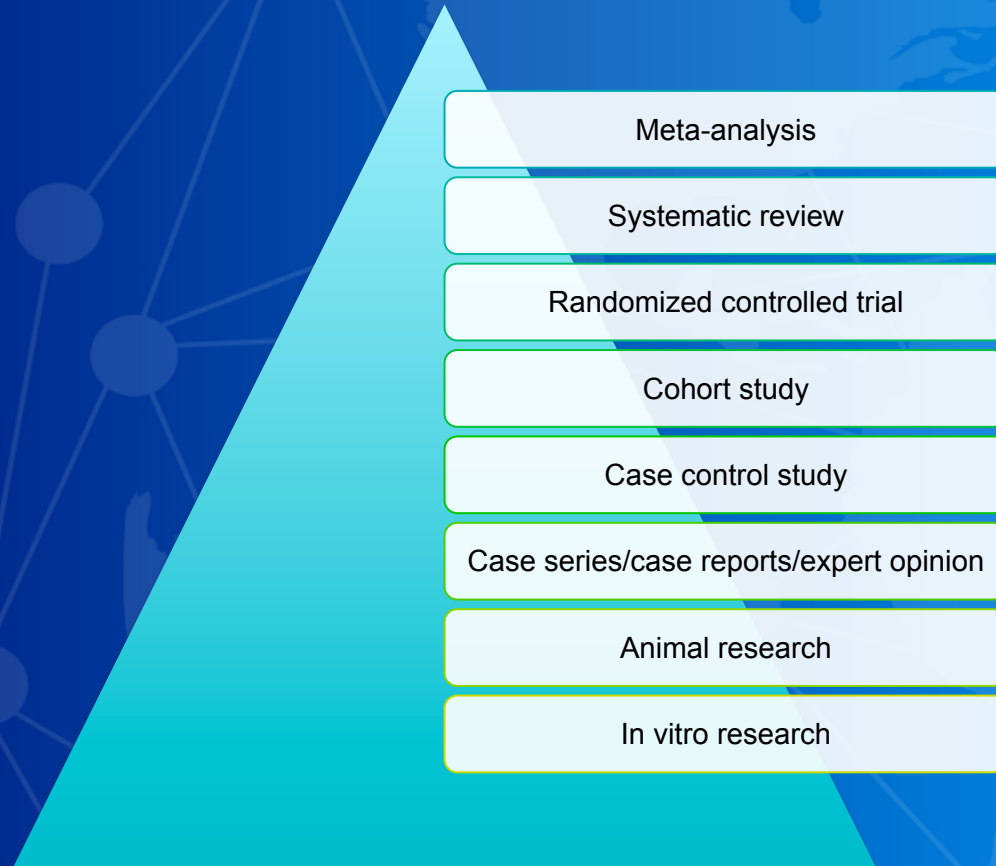 Meta-analysis
Systematic review
Randomized controlled trial
Cohort study
Case control study
Case series/case reports/expert opinion
Animal research
In vitro research